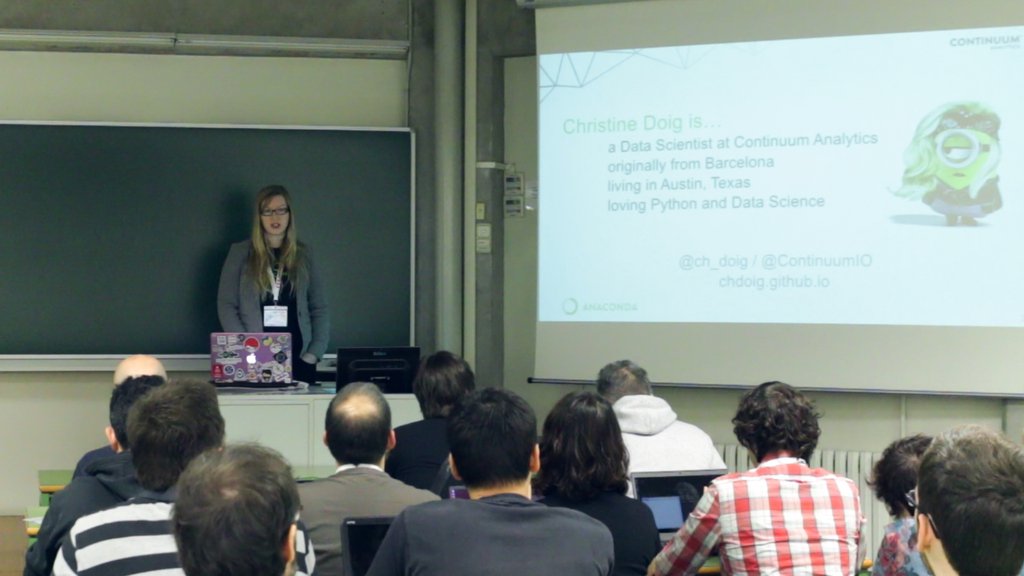 CONTINUUM
ANALYTICS
Christine Doig is...
a Data Scientist at Continuum Analytics
originally from Barcelona
living in Austin, Texas
loving Python and Data Science
@ch_doig / @ContinuumIO
chdoig.github.io
ANACONDA